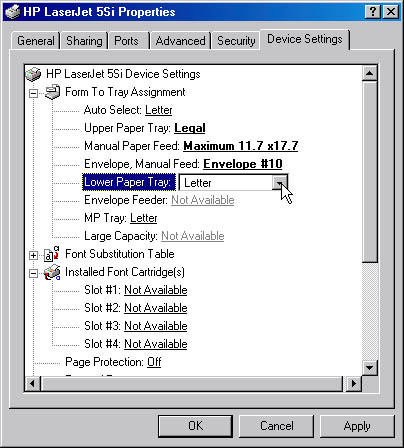 HP LaserJet 5Si Properties
General Sharing Ports Advanced Security Device Settings
HP LaserJet 5Si Device Settings
Form To Tray Assignment
Auto Select: Letter
Upper Paper Tray: Legal
Manual Paper Feed: Maximum 11.7 x17.7
Envelope, Manual Feed: Envelope #10
Lower Paper Tray: Letter
Envelope Feeder: Not Available
MP Tray: Letter
Large Capacity: Not Available
Font Substitution Table
Installed Font Cartridge(s)
Slot #1: Not Available
Slot #2: Not Available
Slot #3: Not Available
Slot #4: Not Available
Page Protection: Off
OK Cancel Apply